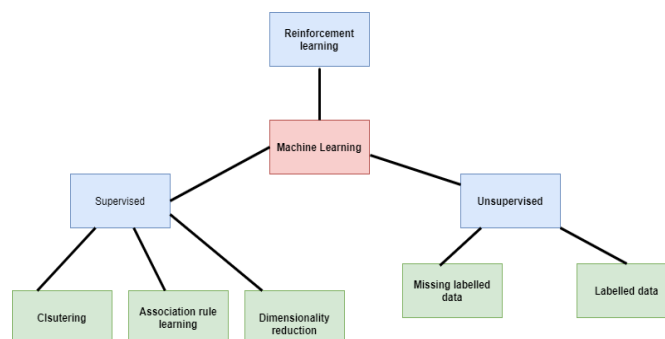 Reinforcement
learning
Machine Learning
Supervised
Unsupervised
Clsutering
Association rule
learning
Dimensionality
reduction
Missing labelled
data
Labelled data